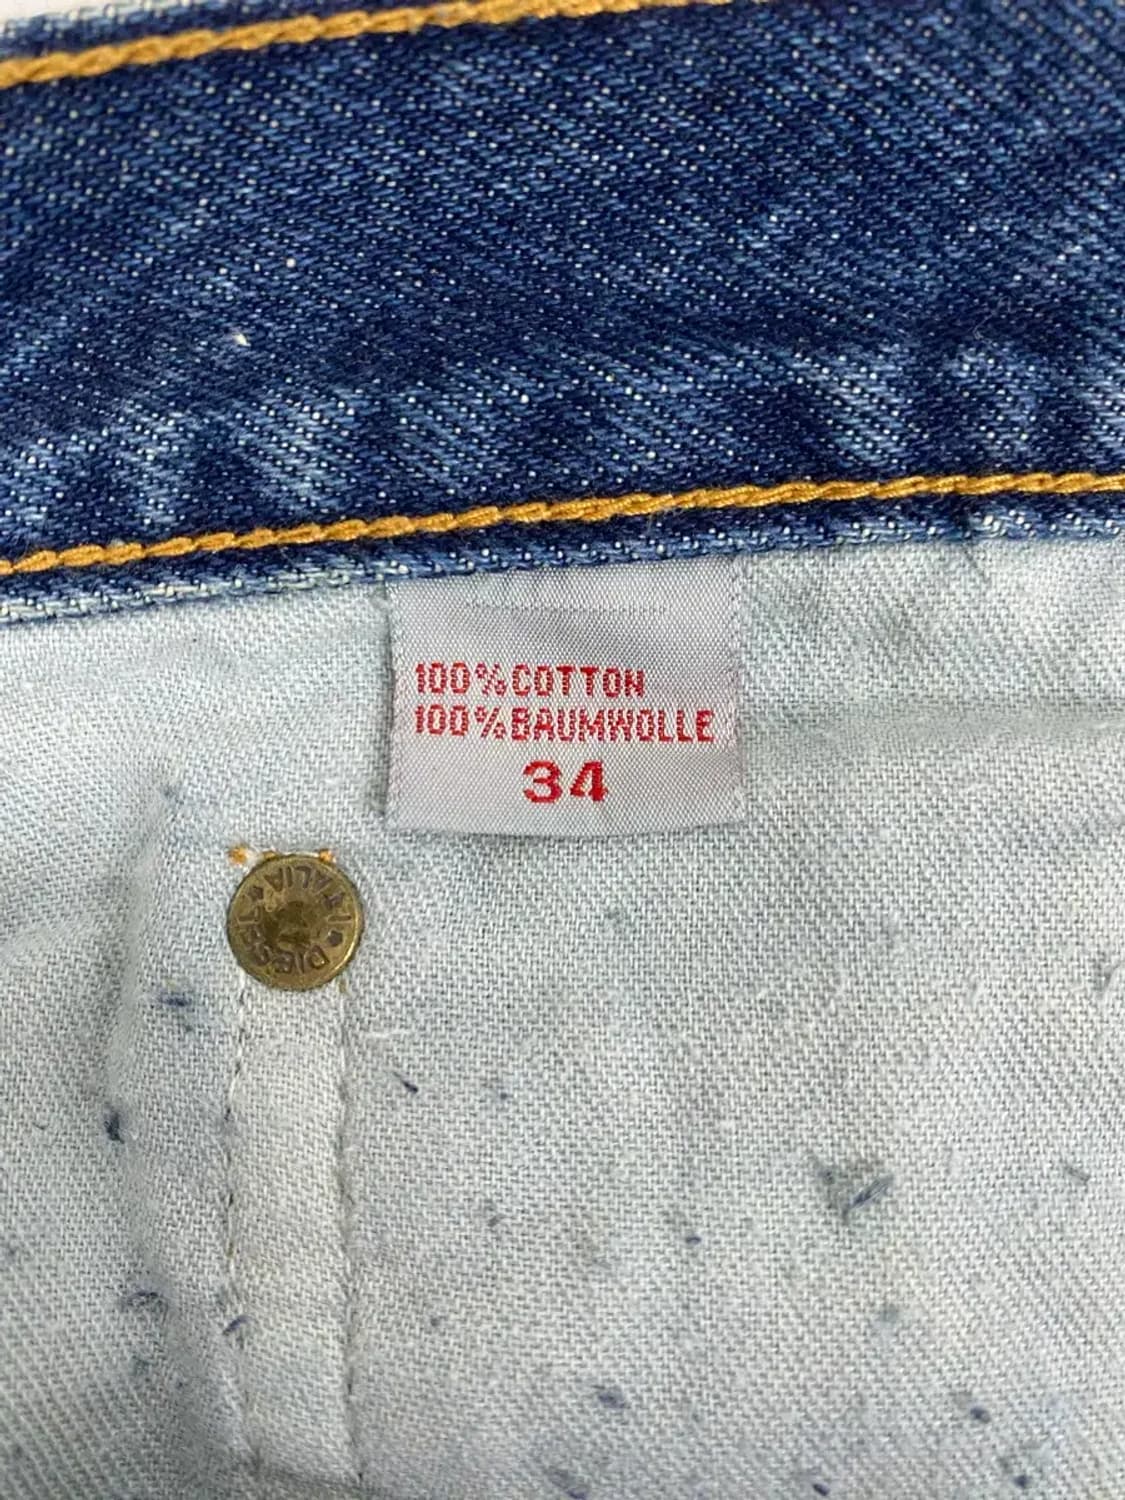 100% COTTON
100% BAUMWOLLE
34
DIESEL ★ ITALIA ★